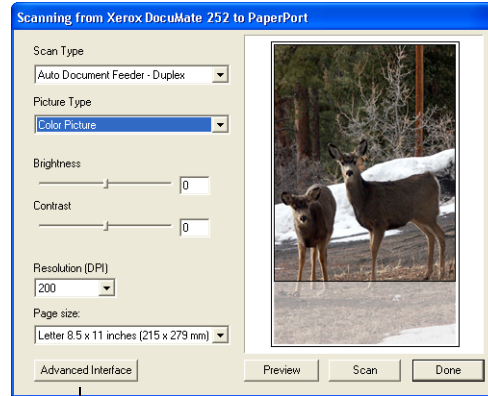 Scanning from Xerox DocuMate 252 to PaperPort
Scan Type
Auto Document Feeder - Duplex
Picture Type
Color Picture
Brightness
0
Contrast
0
Resolution (DPI)
200
Page size:
Letter 8.5 x 11 inches (215 x 279 mm)
Advanced Interface
Preview
Scan
Done